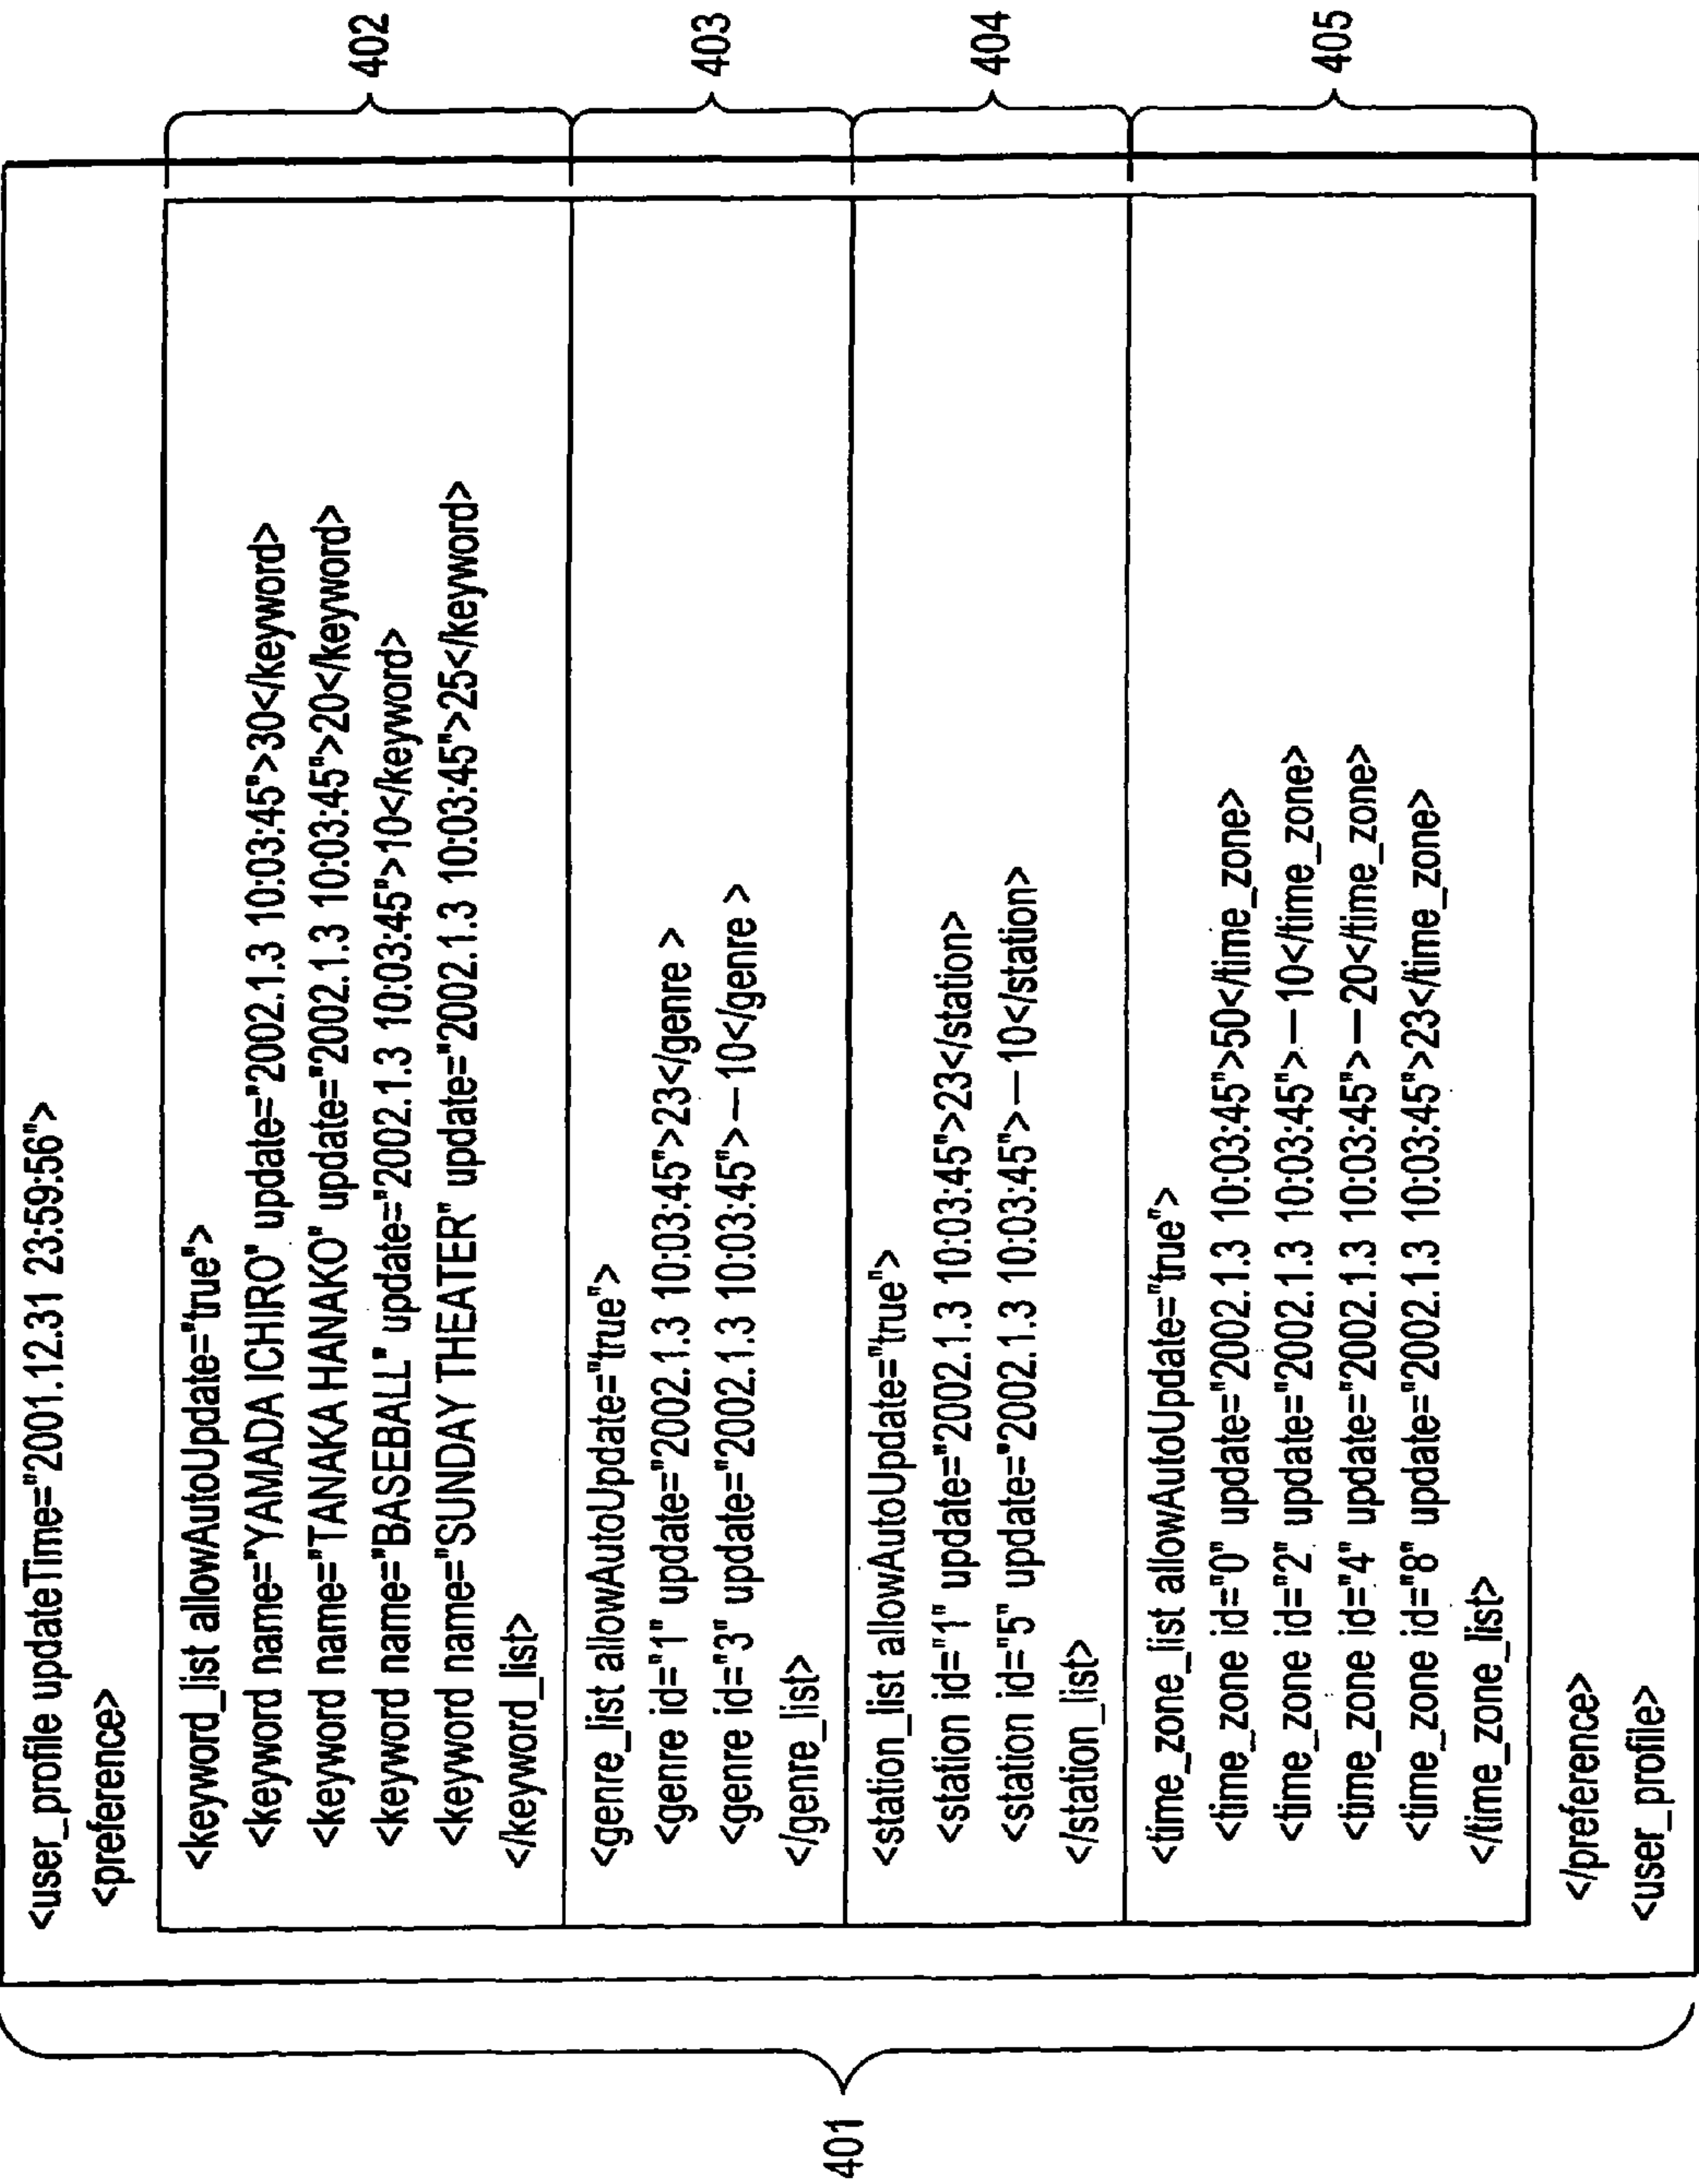 401
<user_profile updateTime="2001.12.31 23:59:56">
<preference>
<keyword_list allowAutoUpdate="true">
<keyword name="YAMADA ICHIRO" update="2002.1.3 10:03:45">30</keyword>
<keyword name="TANAKA HANAKO" update="2002.1.3 10:03:45">20</keyword>
<keyword name="BASEBALL" update="2002.1.3 10:03:45">10</keyword>
<keyword name="SUNDAY THEATER" update="2002.1.3 10:03:45">25</keyword>
</keyword_list>
402
<genre_list allowAutoUpdate="true">
<genre id="1" update="2002.1.3 10:03:45">23</genre >
<genre id="3" update="2002.1.3 10:03:45">—10</genre >
</genre_list>
403
<station_list allowAutoUpdate="true">
<station id="1" update="2002.1.3 10:03:45">23</station>
<station id="5" update="2002.1.3 10:03:45">—10</station>
</station_list>
404
<time_zone_list allowAutoUpdate="true">
<time_zone id="0" update="2002.1.3 10:03:45">50</time_zone>
<time_zone id="2" update="2002.1.3 10:03:45">—10</time_zone>
<time_zone id="4" update="2002.1.3 10:03:45">—20</time_zone>
<time_zone id="8" update="2002.1.3 10:03:45">23</time_zone>
</time_zone_list>
405
</preference>
<user_profile>